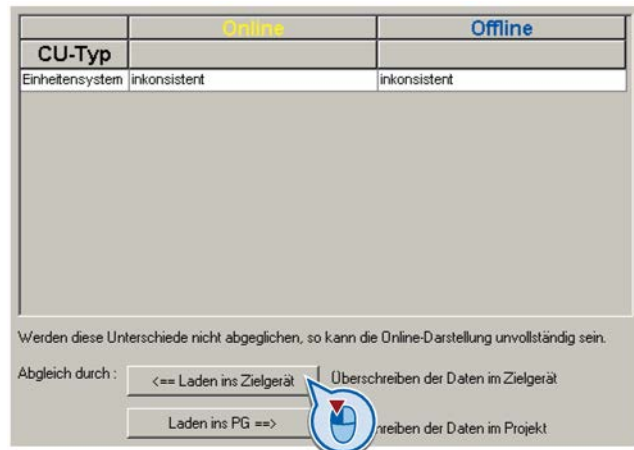 Online Offline
CU-Typ
Einheitensystem inkonsistent inkonsistent
Werden diese Unterschiede nicht abgeglichen, so kann die Online-Darstellung unvollständig sein.
Abgleich durch : <== Laden ins Zielgerät Überschreiben der Daten im Zielgerät
Laden ins PG ==> hreiben der Daten im Projekt